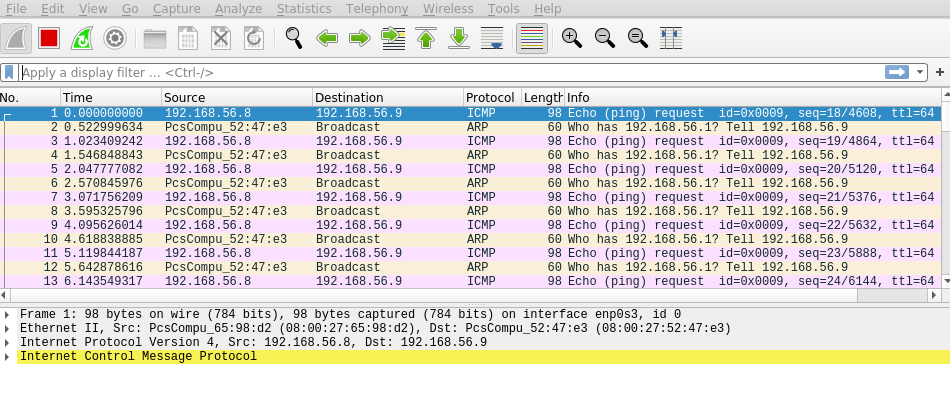 File Edit View Go Capture Analyze Statistics Telephony Wireless Tools Help
Apply a display filter ... <Ctrl-/>
No. Time Source Destination Protocol Length Info
1 0.000000000 192.168.56.8 192.168.56.9 ICMP 98 Echo (ping) request id=0x0009, seq=18/4608, ttl=64
2 0.522999634 PcsCompu_52:47:e3 Broadcast ARP 60 Who has 192.168.56.1? Tell 192.168.56.9
3 1.023409242 192.168.56.8 192.168.56.9 ICMP 98 Echo (ping) request id=0x0009, seq=19/4864, ttl=64
4 1.546848843 PcsCompu_52:47:e3 Broadcast ARP 60 Who has 192.168.56.1? Tell 192.168.56.9
5 2.047777082 192.168.56.8 192.168.56.9 ICMP 98 Echo (ping) request id=0x0009, seq=20/5120, ttl=64
6 2.570845976 PcsCompu_52:47:e3 Broadcast ARP 60 Who has 192.168.56.1? Tell 192.168.56.9
7 3.071756209 192.168.56.8 192.168.56.9 ICMP 98 Echo (ping) request id=0x0009, seq=21/5376, ttl=64
8 3.595325796 PcsCompu_52:47:e3 Broadcast ARP 60 Who has 192.168.56.1? Tell 192.168.56.9
9 4.095626014 192.168.56.8 192.168.56.9 ICMP 98 Echo (ping) request id=0x0009, seq=22/5632, ttl=64
10 4.618838885 PcsCompu_52:47:e3 Broadcast ARP 60 Who has 192.168.56.1? Tell 192.168.56.9
11 5.119844187 192.168.56.8 192.168.56.9 ICMP 98 Echo (ping) request id=0x0009, seq=23/5888, ttl=64
12 5.642878616 PcsCompu_52:47:e3 Broadcast ARP 60 Who has 192.168.56.1? Tell 192.168.56.9
13 6.143549317 192.168.56.8 192.168.56.9 ICMP 98 Echo (ping) request id=0x0009, seq=24/6144, ttl=64
Frame 1: 98 bytes on wire (784 bits), 98 bytes captured (784 bits) on interface enp0s3, id 0
Ethernet II, Src: PcsCompu_65:98:d2 (08:00:27:65:98:d2), Dst: PcsCompu_52:47:e3 (08:00:27:52:47:e3)
Internet Protocol Version 4, Src: 192.168.56.8, Dst: 192.168.56.9
Internet Control Message Protocol